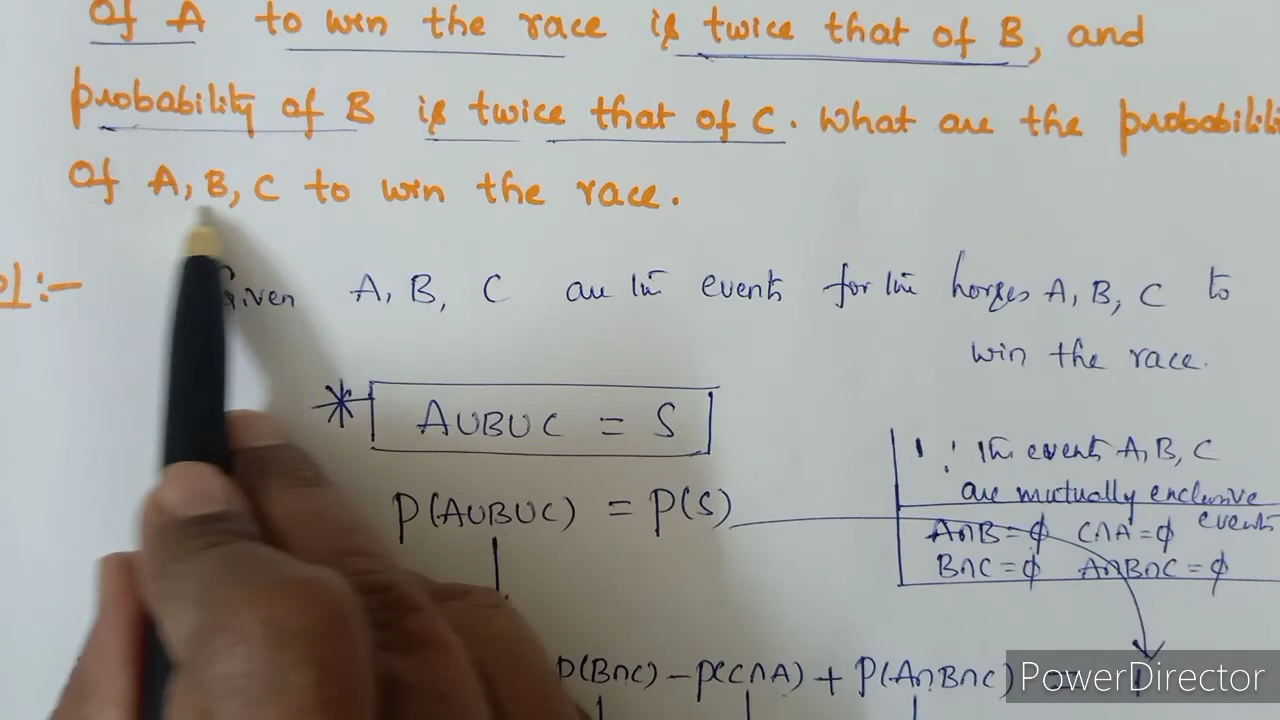 Of A to win the race is twice that of B, and
probability of B is twice that of C. What are the probabili
Of A, B, C to win the race.
ol:-
Given A, B, C are the events for the horses A, B, C to
win the race.
* AUBUC = S
P(AUBUC) = P(S)
∵ The events A, B, C
are mutually exclusive
events
A∩B = ϕ C∩A = ϕ
B∩C = ϕ A∩B∩C = ϕ
P(B∩C) - P(C∩A) + P(A∩B∩C) = 1
PowerDirector